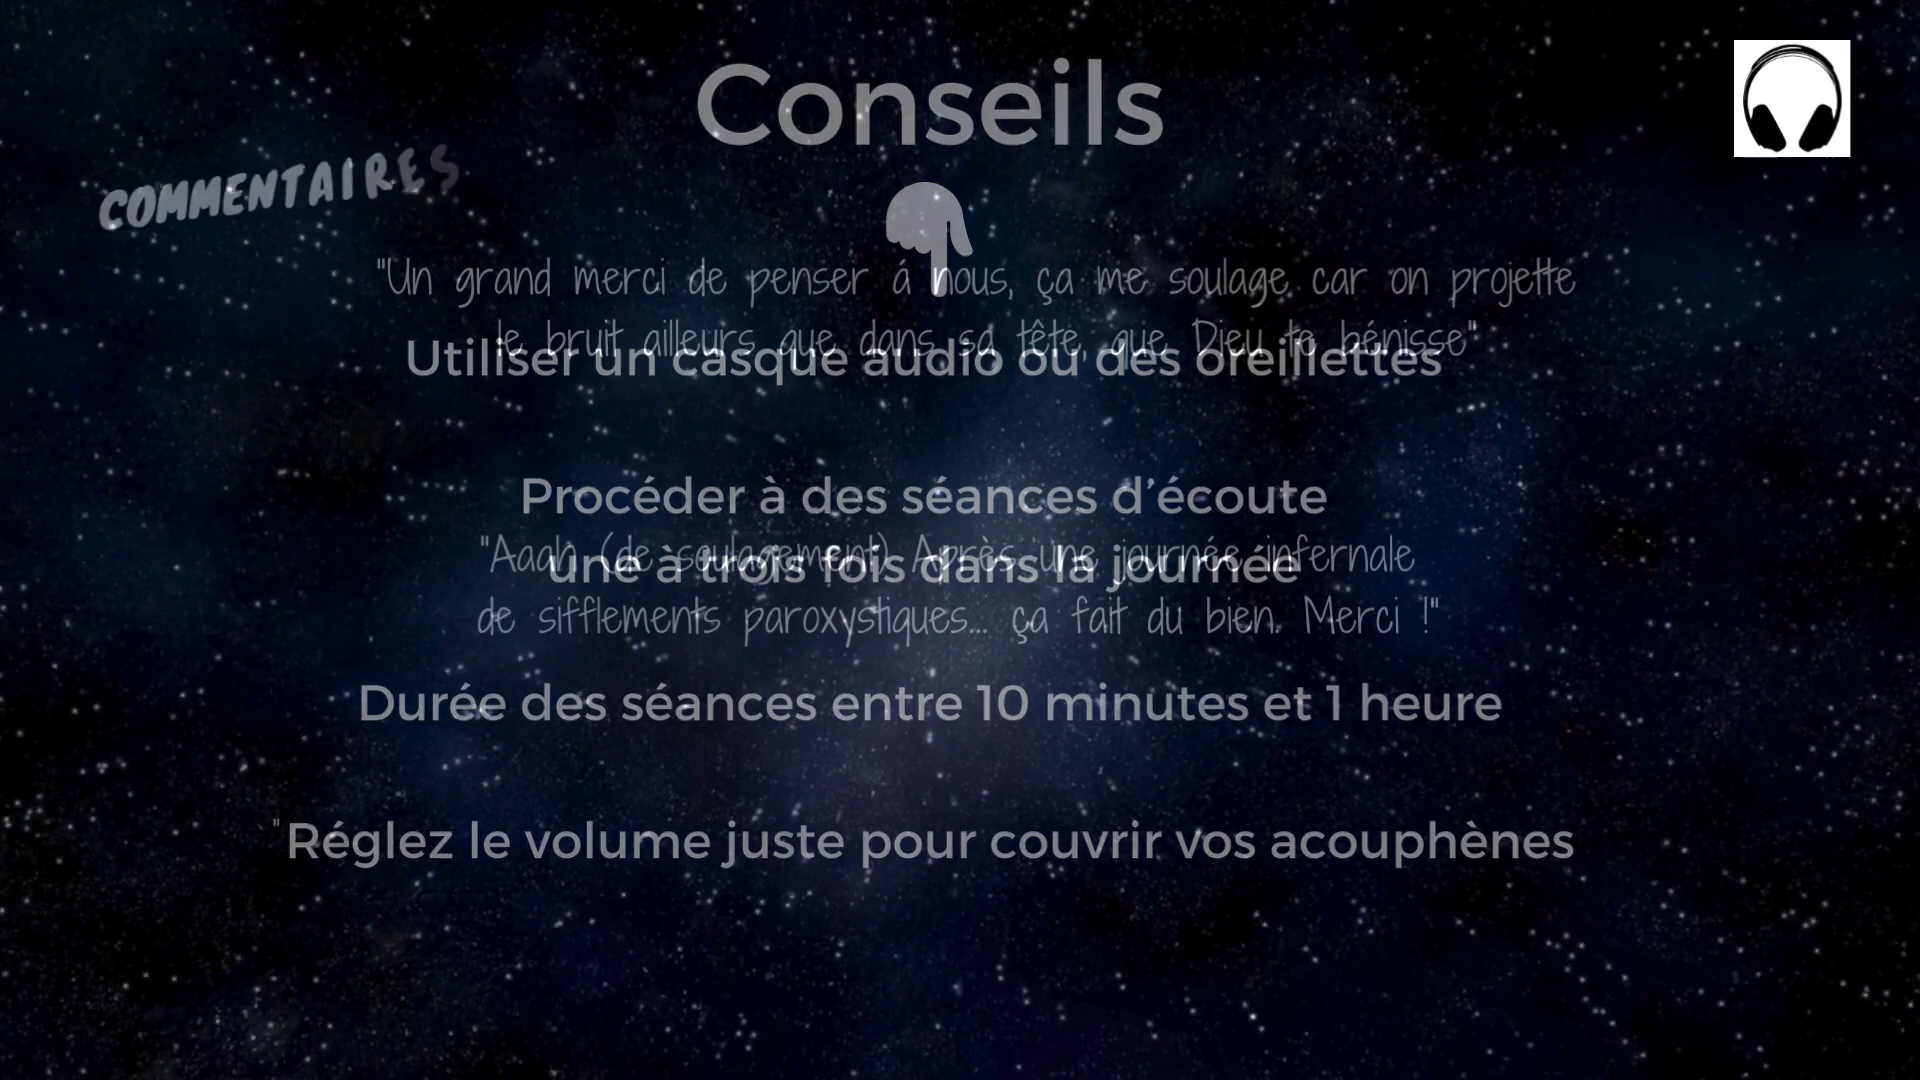 Conseils
COMMENTAIRES
"Un grand merci de penser á nous, ça me soulage car on projette
le bruit ailleurs que dans sa tête, que Dieu te bénisse"
Utiliser un casque audio ou des oreillettes
Procéder à des séances d'écoute
"Aaah (de soulagement) Après une journée infernale
une à trois fois dans la journée
de sifflements paroxystiques... ça fait du bien. Merci !"
Durée des séances entre 10 minutes et 1 heure
"
Réglez le volume juste pour couvrir vos acouphènes